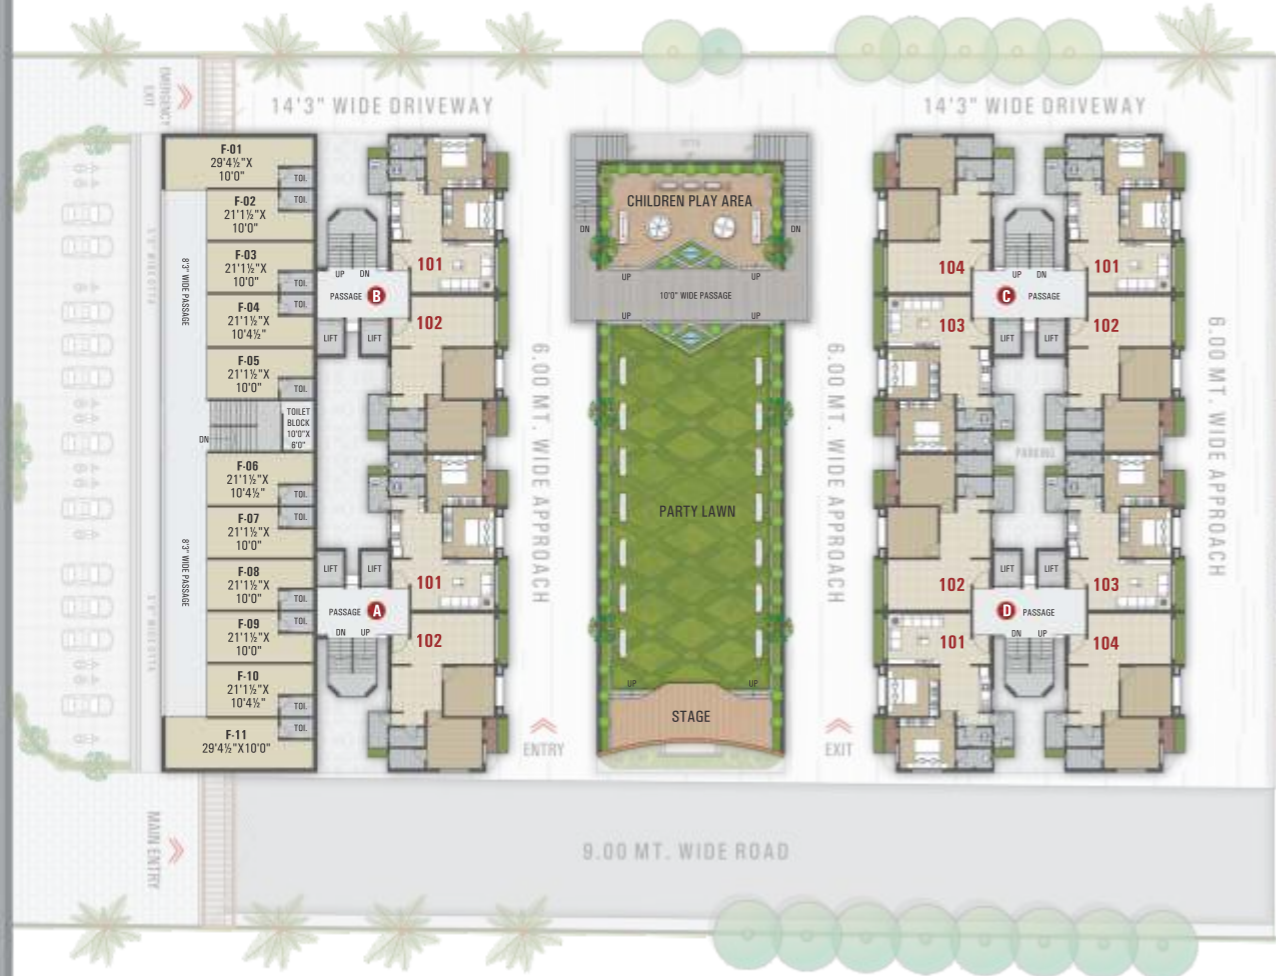 EMERGENCY
EXIT
14'3" WIDE DRIVEWAY
14'3" WIDE DRIVEWAY
F-01
29'4½"X
10'0"
TOI.
TOI.
F-02
21'1½"X
10'0"
F-03
21'1½"X
10'0"
TOI.
TOI.
F-04
21'1½"X
10'4½"
F-05
21'1½"X
10'0"
TOI.
8'3" WIDE PASSAGE
WIDE OTTA
TOILET
BLOCK
10'0"X
6'0"
DN
F-06
21'1½"X
10'4½"
TOI.
TOI.
F-07
21'1½"X
10'0"
F-08
21'1½"X
10'0"
TOI.
TOI.
F-09
21'1½"X
10'0"
F-10
21'1½"X
10'4½"
TOI.
TOI.
F-11
29'4½"X10'0"
8'3" WIDE PASSAGE
WIDE OTTA
UP DN
PASSAGE B
LIFT LIFT
101
102
LIFT LIFT
PASSAGE A
DN UP
101
102
6.00 MT. WIDE APPROACH
ENTRY
OTTA
UP
DN
DN
CHILDREN PLAY AREA
UP UP
10'0" WIDE PASSAGE
UP UP
PARTY LAWN
UP UP
STAGE
6.00 MT. WIDE APPROACH
EXIT
104
101
UP DN
C PASSAGE
103
102
LIFT LIFT
PARKING
LIFT LIFT
102
103
D PASSAGE
DN UP
101
104
6.00 MT. WIDE APPROACH
MAIN ENTRY
9.00 MT. WIDE ROAD